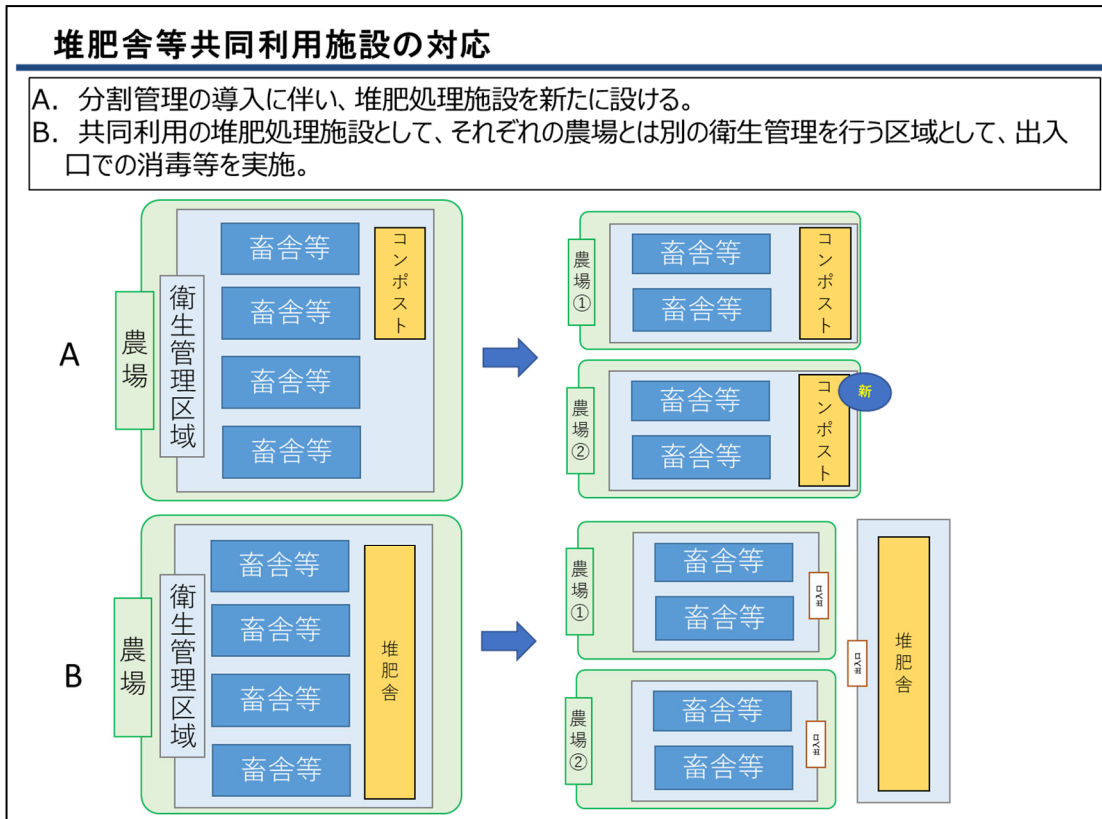 堆肥舎等共同利用施設の対応
A. 分割管理の導入に伴い、堆肥処理施設を新たに設ける。
B. 共同利用の堆肥処理施設として、それぞれの農場とは別の衛生管理を行う区域として、出入
口での消毒等を実施。
A
農場
衛生管理区域
畜舎等
畜舎等
畜舎等
畜舎等
コンポスト
農場①
畜舎等
畜舎等
コンポスト
農場②
畜舎等
畜舎等
コンポスト
新
B
農場
衛生管理区域
畜舎等
畜舎等
畜舎等
畜舎等
堆肥舎
農場①
畜舎等
畜舎等
出入口
農場②
畜舎等
畜舎等
出入口
出入口
堆肥舎